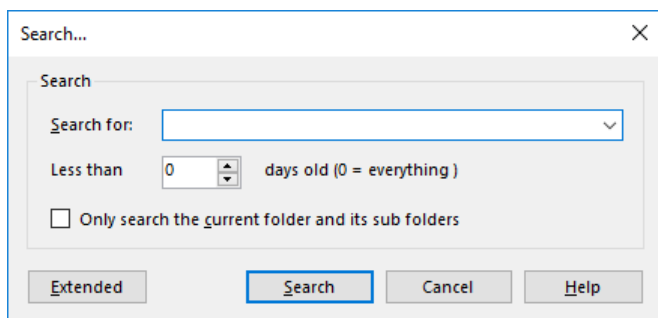 Search...
Search
Search for:
Less than 0 days old (0 = everything )
Only search the current folder and its sub folders
Extended Search Cancel Help